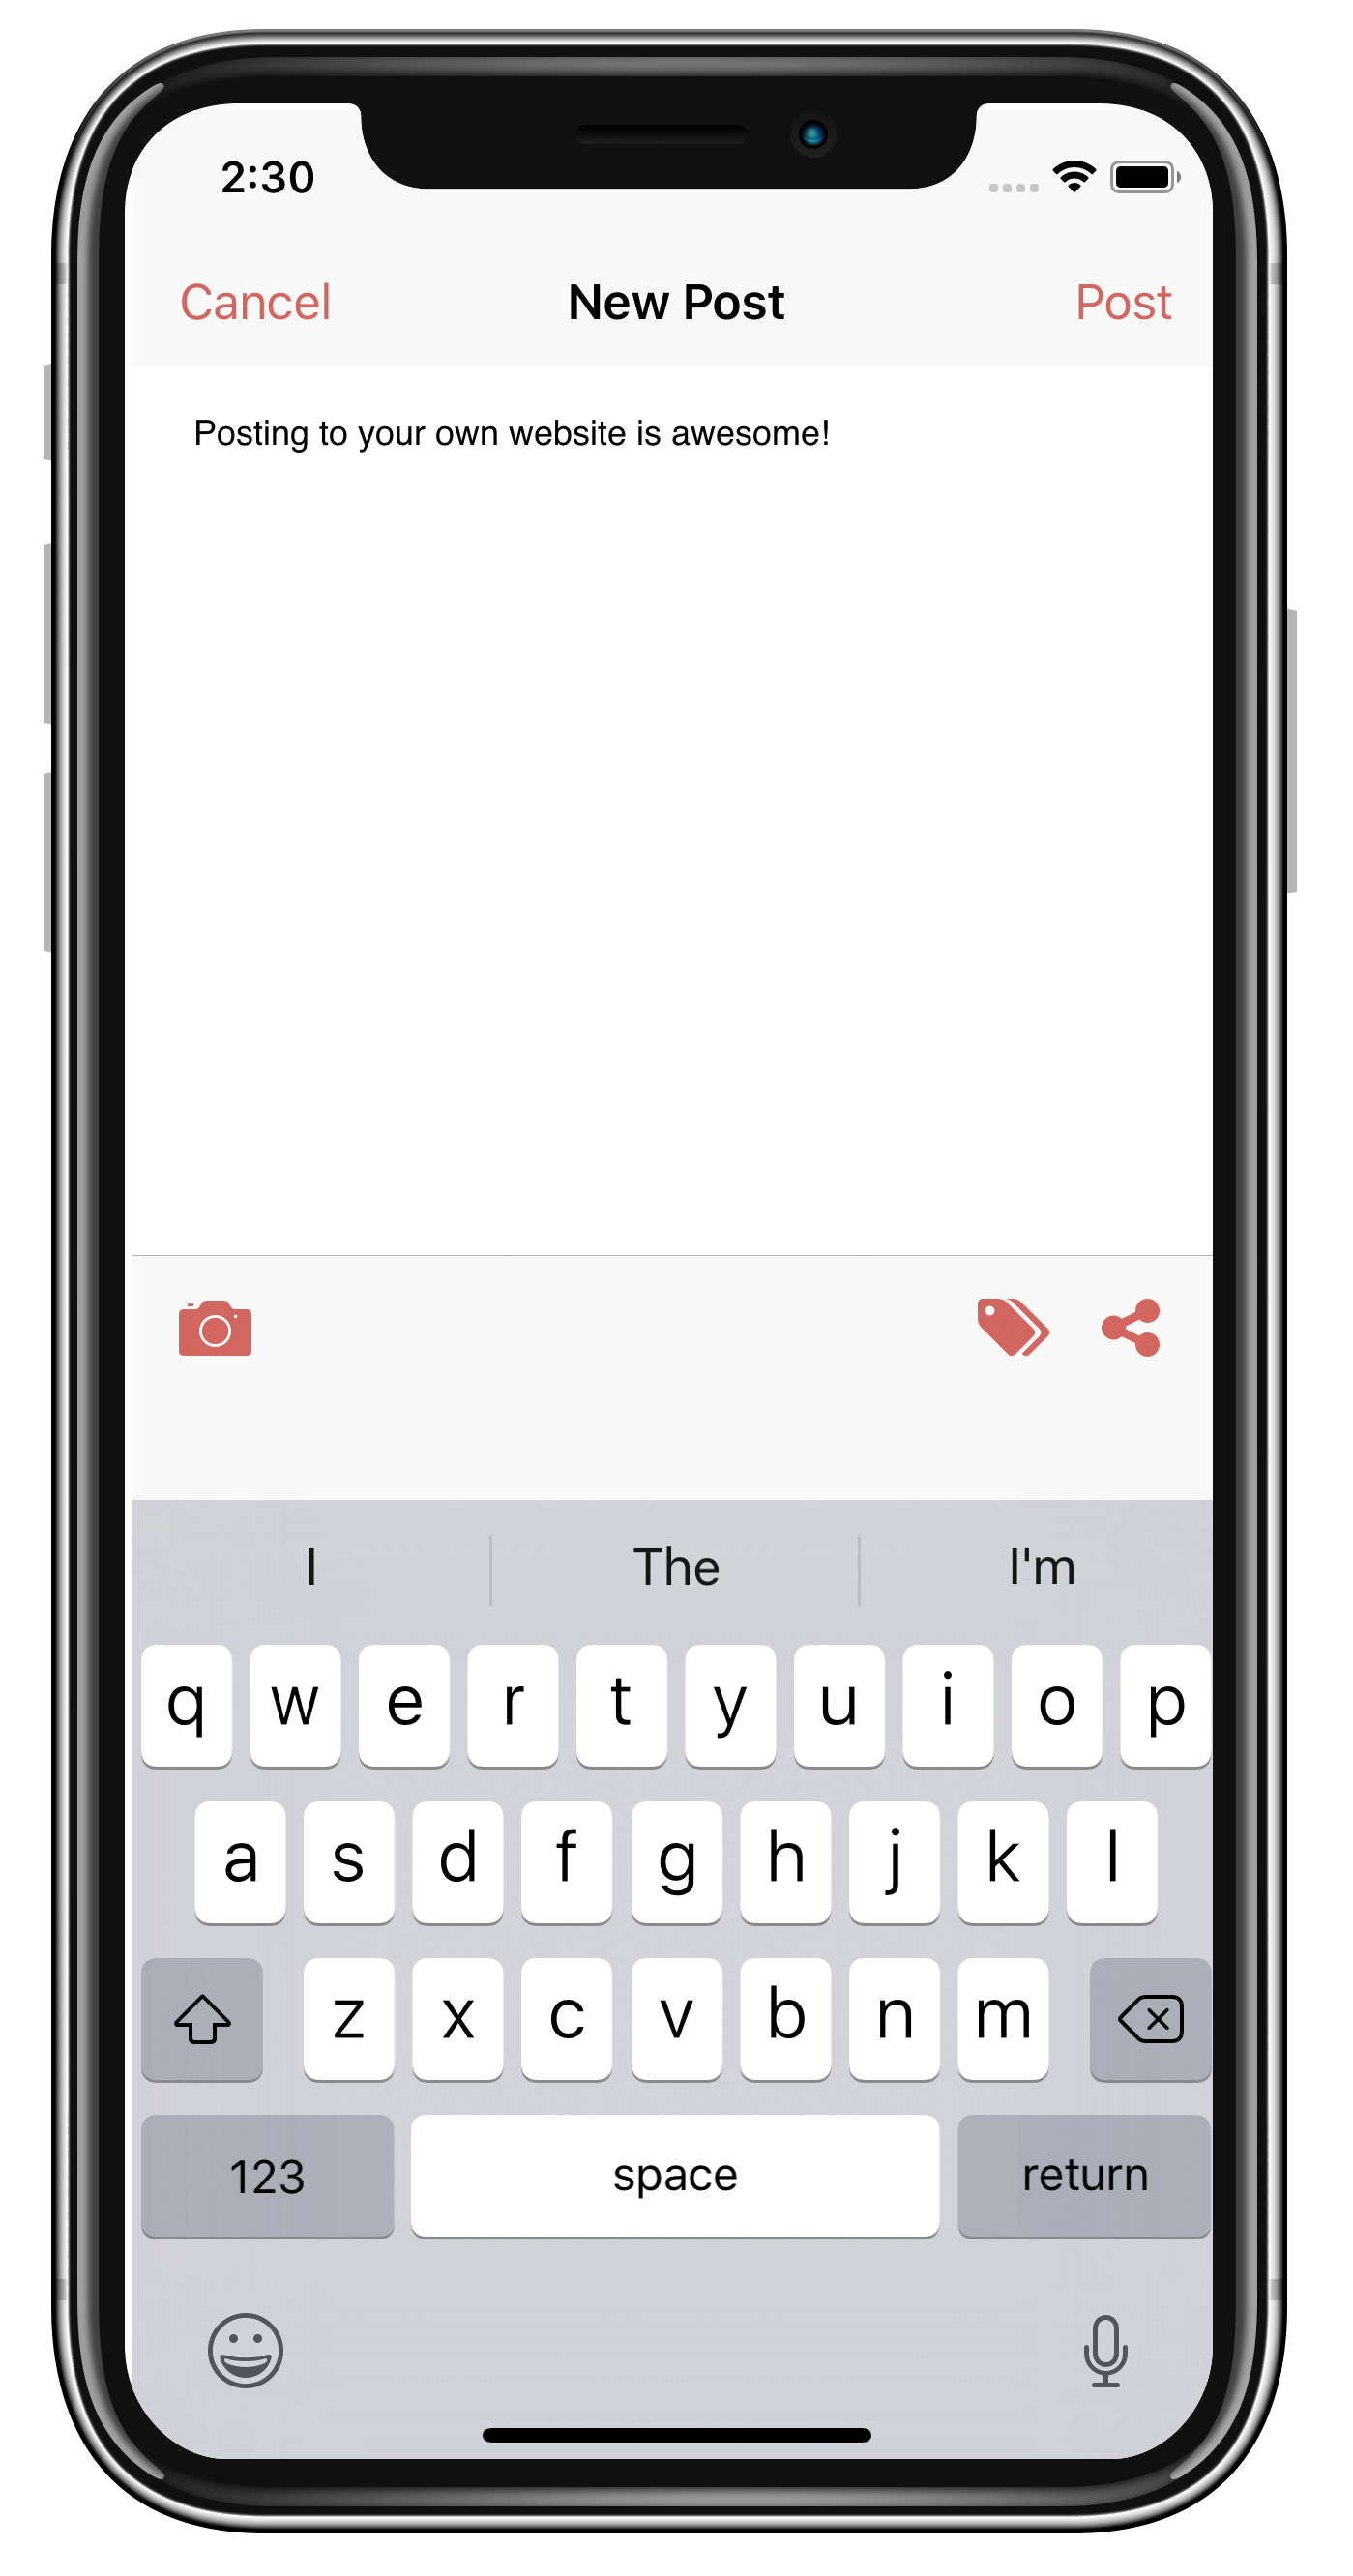 2:30
Cancel New Post Post
Posting to your own website is awesome!
I The I'm
q w e r t y u i o p
a s d f g h j k l
z x c v b n m
123 space return